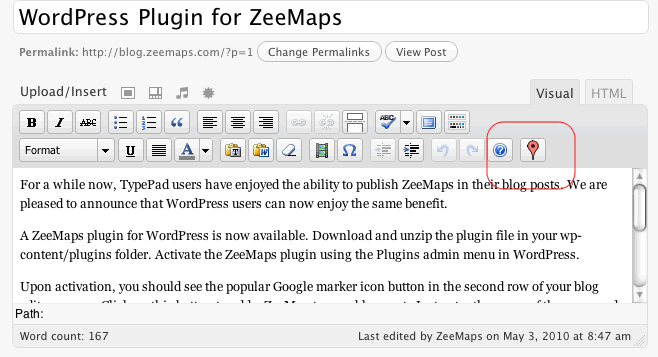 WordPress Plugin for ZeeMaps
Permalink: http://blog.zeemaps.com/?p=1 Change Permalinks View Post
Upload/Insert Visual HTML
B I ABC “ ABC
Format U A T W Ω ?
For a while now, TypePad users have enjoyed the ability to publish ZeeMaps in their blog posts. We are
pleased to announce that WordPress users can now enjoy the same benefit.
A ZeeMaps plugin for WordPress is now available. Download and unzip the plugin file in your wp-
content/plugins folder. Activate the ZeeMaps plugin using the Plugins admin menu in WordPress.
Upon activation, you should see the popular Google marker icon button in the second row of your blog
Path:
Word count: 167 Last edited by ZeeMaps on May 3, 2010 at 8:47 am